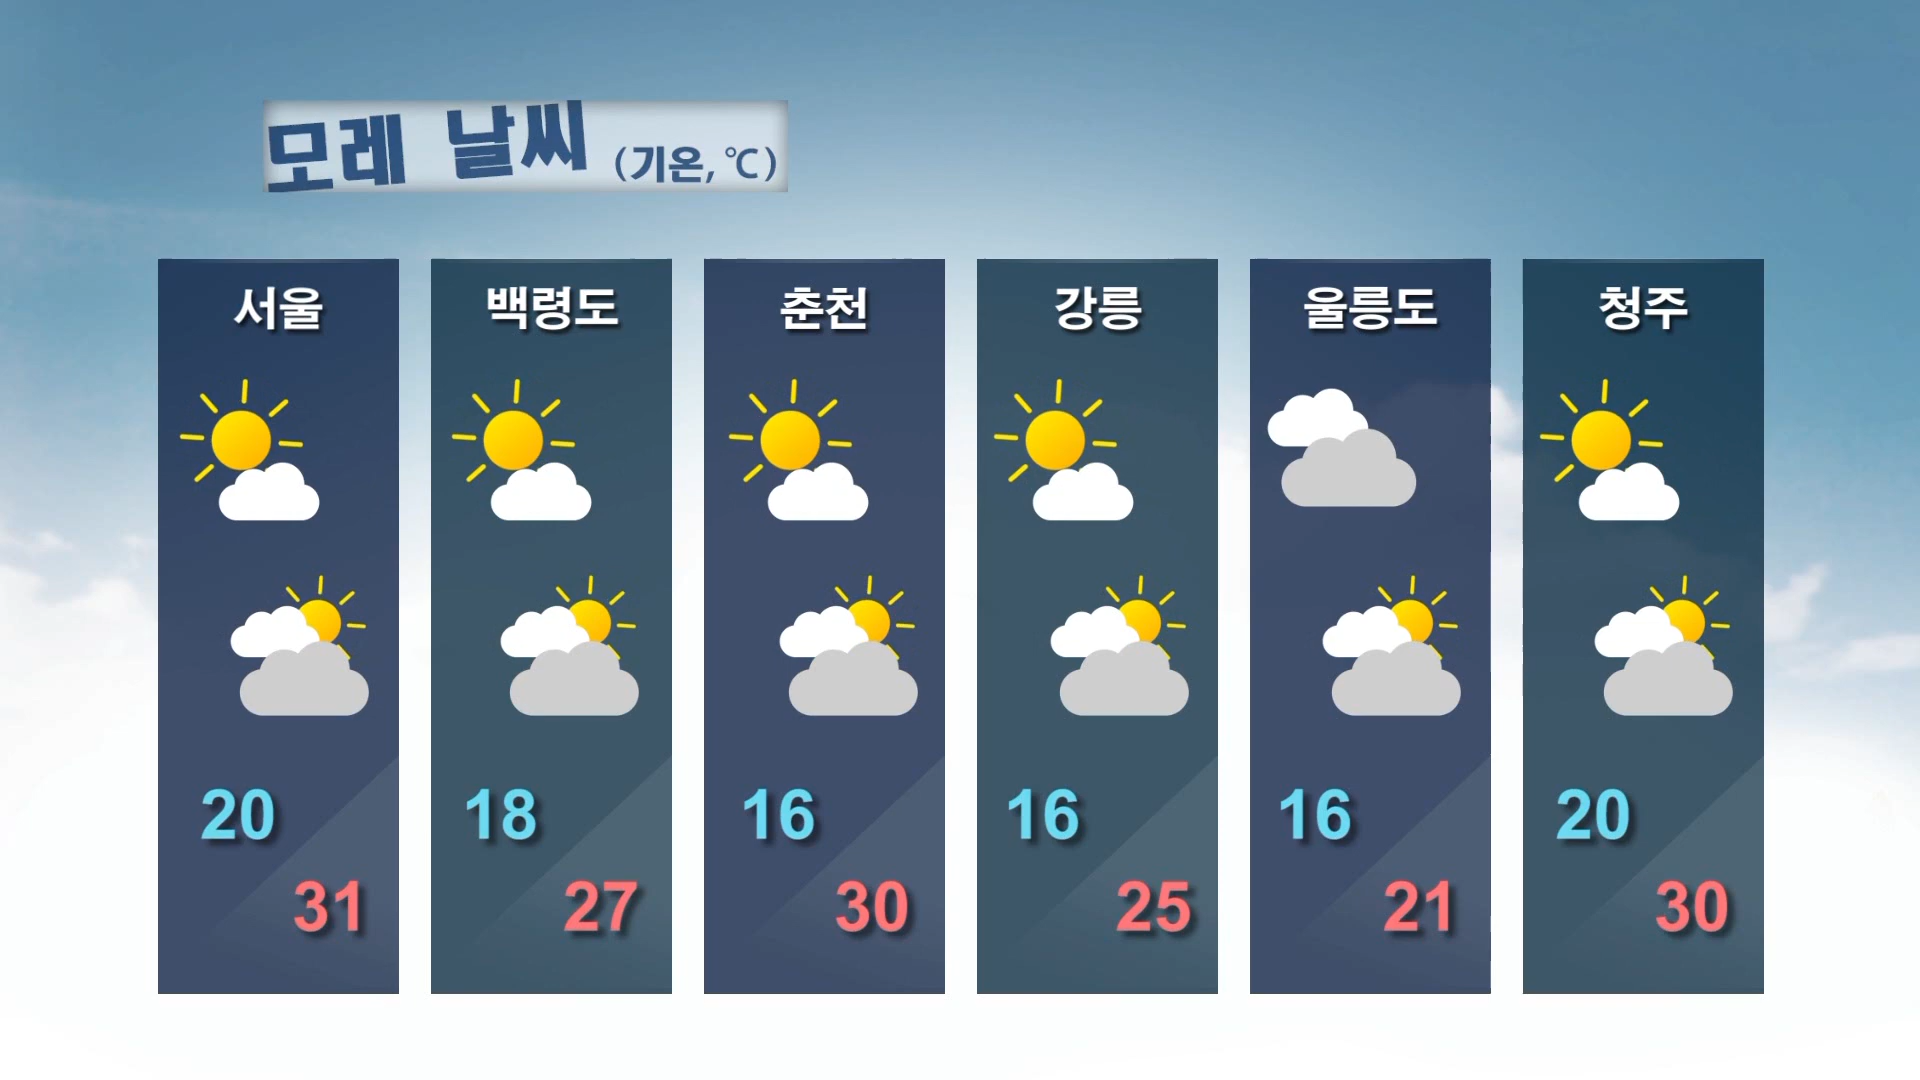 모레 날씨 (기온, ℃)
서울 백령도 춘천 강릉 울릉도 청주
20 18 16 16 16 20
31 27 30 25 21 30